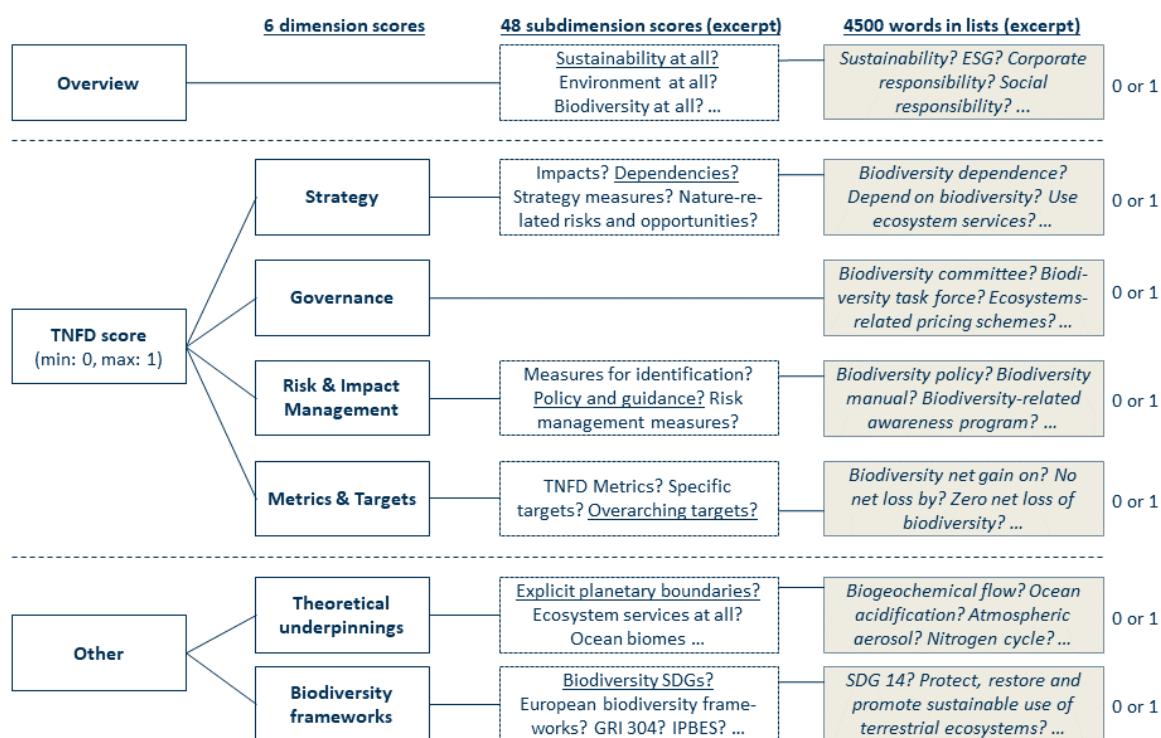 6 dimension scores
48 subdimension scores (excerpt)
4500 words in lists (excerpt)
Overview
Sustainability at all?
Environment at all?
Biodiversity at all? ...
Sustainability? ESG? Corporate
responsibility? Social
responsibility? ...
0 or 1
TNFD score
(min: 0, max: 1)
Strategy
Impacts? Dependencies?
Strategy measures? Nature-re-
lated risks and opportunities?
Biodiversity dependence?
Depend on biodiversity? Use
ecosystem services? ...
0 or 1
Governance
Biodiversity committee? Biodi-
versity task force? Ecosystems-
related pricing schemes? ...
0 or 1
Risk & Impact
Management
Measures for identification?
Policy and guidance? Risk
management measures?
Biodiversity policy? Biodiversity
manual? Biodiversity-related
awareness program? ...
0 or 1
Metrics & Targets
TNFD Metrics? Specific
targets? Overarching targets?
Biodiversity net gain on? No
net loss by? Zero net loss of
biodiversity? ...
0 or 1
Other
Theoretical
underpinnings
Explicit planetary boundaries?
Ecosystem services at all?
Ocean biomes ...
Biogeochemical flow? Ocean
acidification? Atmospheric
aerosol? Nitrogen cycle? ...
0 or 1
Biodiversity
frameworks
Biodiversity SDGs?
European biodiversity frame-
works? GRI 304? IPBES? ...
SDG 14? Protect, restore and
promote sustainable use of
terrestrial ecosystems? ...
0 or 1